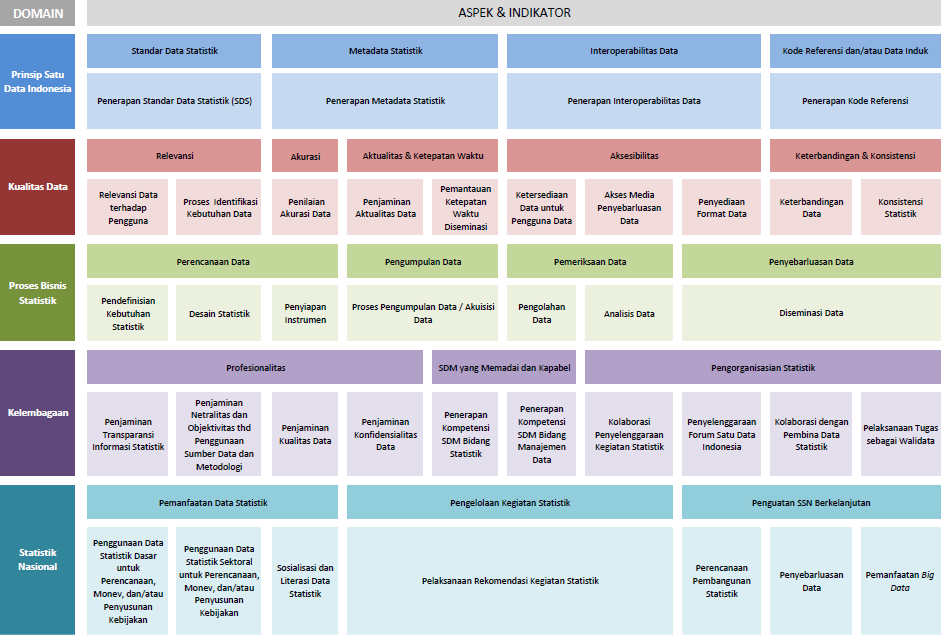 DOMAIN
ASPEK & INDIKATOR
Prinsip Satu
Data Indonesia
Standar Data Statistik
Metadata Statistik
Interoperabilitas Data
Kode Referensi dan/atau Data Induk
Penerapan Standar Data Statistik (SDS)
Penerapan Metadata Statistik
Penerapan Interoperabilitas Data
Penerapan Kode Referensi
Kualitas Data
Relevansi
Akurasi
Aktualitas & Ketepatan Waktu
Aksesibilitas
Keterbandingan & Konsistensi
Relevansi Data
terhadap
Pengguna
Proses Identifikasi
Kebutuhan Data
Penilaian
Akurasi Data
Penjaminan
Aktualitas Data
Pemantauan
Ketepatan
Waktu
Diseminasi
Ketersediaan
Data untuk
Pengguna Data
Akses Media
Penyebarluasan
Data
Penyediaan
Format Data
Keterbandingan
Data
Konsistensi
Statistik
Proses Bisnis
Statistik
Perencanaan Data
Pengumpulan Data
Pemeriksaan Data
Penyebarluasan Data
Pendefinisian
Kebutuhan
Statistik
Desain Statistik
Penyiapan
Instrumen
Proses Pengumpulan Data / Akuisisi
Data
Pengolahan
Data
Analisis Data
Diseminasi Data
Kelembagaan
Profesionalitas
SDM yang Memadai dan Kapabel
Pengorganisasian Statistik
Penjaminan
Transparansi
Informasi Statistik
Penjaminan
Netralitas dan
Objektivitas thd
Penggunaan
Sumber Data dan
Metodologi
Penjaminan
Kualitas Data
Penjaminan
Konfidensialitas
Data
Penerapan
Kompetensi
SDM Bidang
Statistik
Penerapan
Kompetensi
SDM Bidang
Manajemen
Data
Kolaborasi
Penyelenggaraan
Kegiatan Statistik
Penyelenggaraan
Forum Satu Data
Indonesia
Kolaborasi dengan
Pembina Data
Statistik
Pelaksanaan Tugas
sebagai Walidata
Statistik
Nasional
Pemanfaatan Data Statistik
Pengelolaan Kegiatan Statistik
Penguatan SSN Berkelanjutan
Penggunaan Data
Statistik Dasar
untuk
Perencanaan,
Monev, dan/atau
Penyusunan
Kebijakan
Penggunaan Data
Statistik Sektoral
untuk Perencanaan,
Monev, dan/atau
Penyusunan
Kebijakan
Sosialisasi dan
Literasi Data
Statistik
Pelaksanaan Rekomendasi Kegiatan Statistik
Perencanaan
Pembangunan
Statistik
Penyebarluasan
Data
Pemanfaatan Big
Data